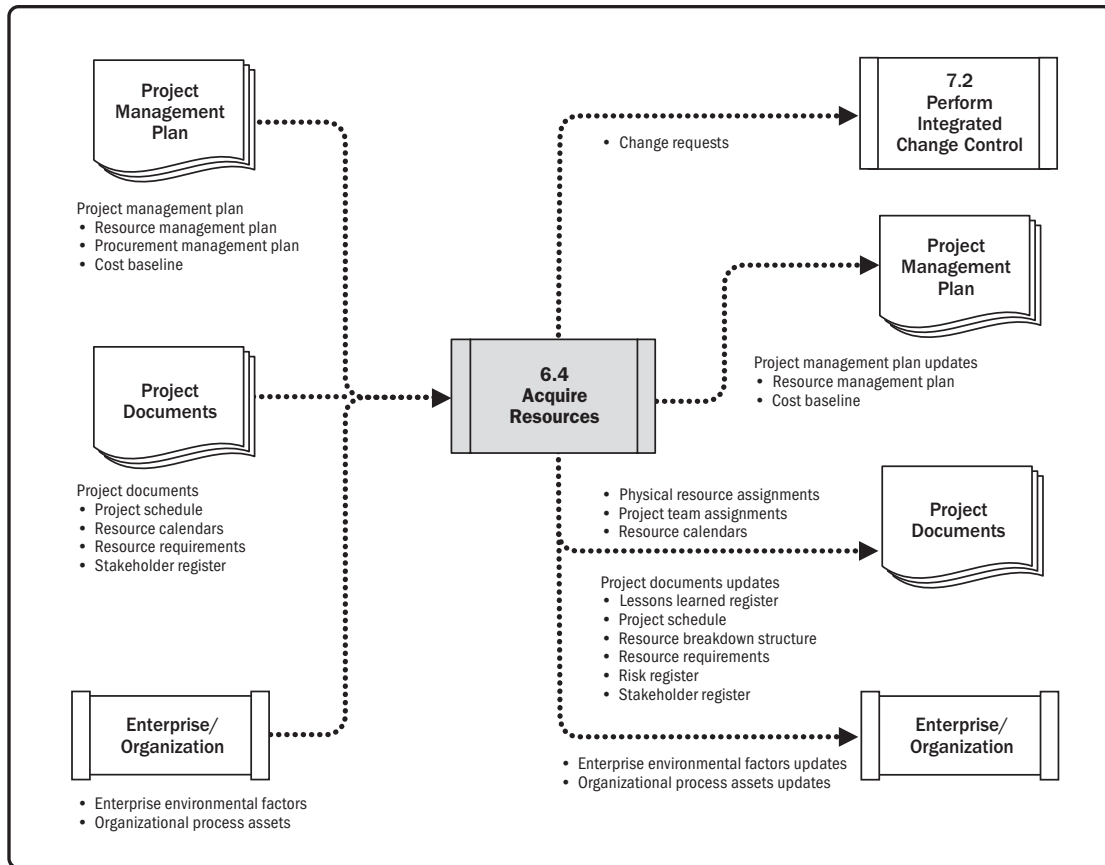 Project
Management
Plan
Project management plan
• Resource management plan
• Procurement management plan
• Cost baseline
Project
Documents
Project documents
• Project schedule
• Resource calendars
• Resource requirements
• Stakeholder register
Enterprise/
Organization
• Enterprise environmental factors
• Organizational process assets
6.4
Acquire
Resources
• Change requests
7.2
Perform
Integrated
Change Control
Project
Management
Plan
Project management plan updates
• Resource management plan
• Cost baseline
• Physical resource assignments
• Project team assignments
• Resource calendars
Project
Documents
Project documents updates
• Lessons learned register
• Project schedule
• Resource breakdown structure
• Resource requirements
• Risk register
• Stakeholder register
Enterprise/
Organization
• Enterprise environmental factors updates
• Organizational process assets updates